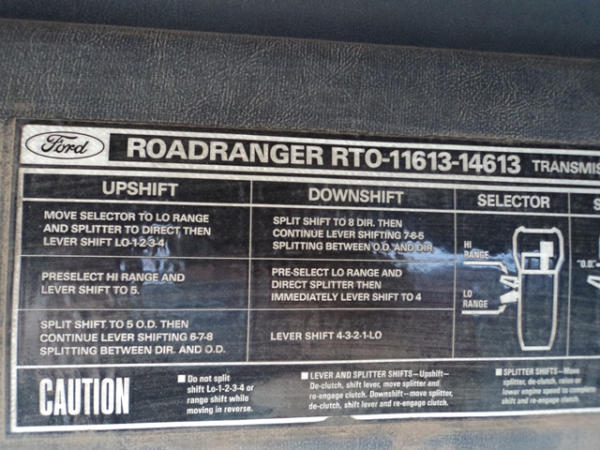 Ford
ROADRANGER RTO-11613-14613 TRANSMIS
UPSHIFT
MOVE SELECTOR TO LO RANGE
AND SPLITTER TO DIRECT THEN
LEVER SHIFT LO-1-2-3-4
PRESELECT HI RANGE AND
LEVER SHIFT TO 5.
SPLIT SHIFT TO 5 O.D. THEN
CONTINUE LEVER SHIFTING 6-7-8
SPLITTING BETWEEN DIR. AND O.D.
DOWNSHIFT
SPLIT SHIFT TO 8 DIR. THEN
CONTINUE LEVER SHIFTING 7-6-5
SPLITTING BETWEEN O.D. AND DIR.
PRE-SELECT LO RANGE AND
DIRECT SPLITTER THEN
IMMEDIATELY LEVER SHIFT TO 4
LEVER SHIFT 4-3-2-1-LO
SELECTOR
HI
RANGE
LO
RANGE
S
"O.D."
CAUTION
■ Do not split
shift Lo-1-2-3-4 or
range shift while
moving in reverse.
■ LEVER AND SPLITTER SHIFTS—Upshift—
De-clutch, shift lever, move splitter and
re-engage clutch. Downshift—move splitter,
de-clutch, shift lever and re-engage clutch.
■ SPLITTER SHIFTS—Move
splitter, de-clutch, raise or
lower engine speed to complete
shift and re-engage clutch.